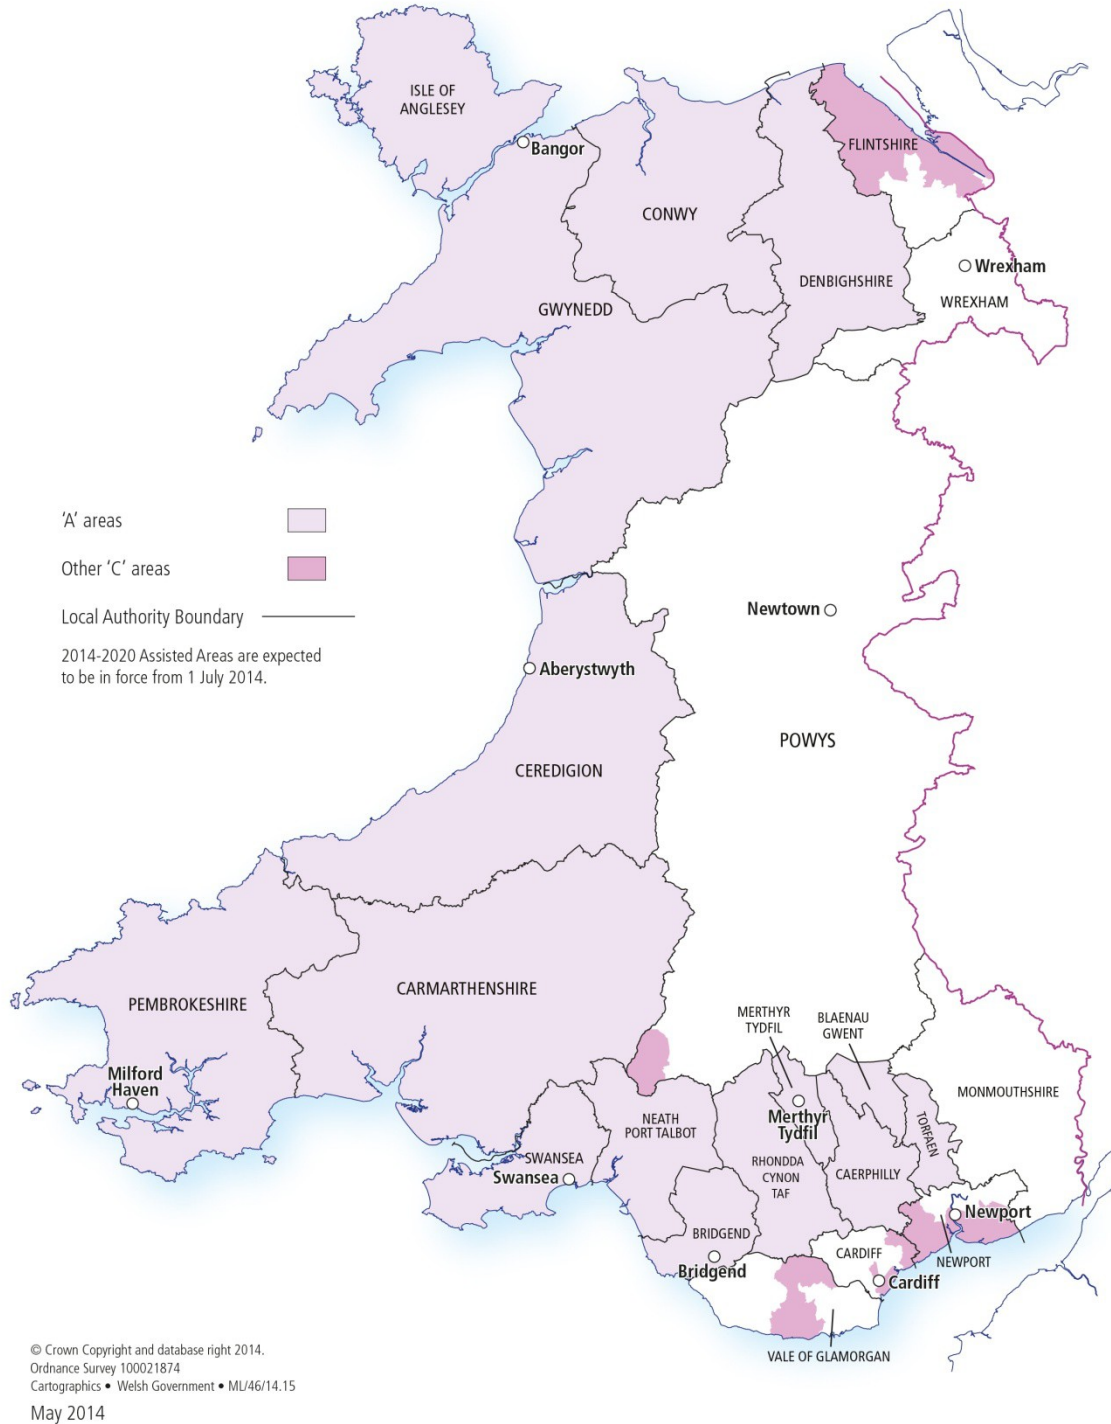 ISLE OF
ANGLESEY
Bangor
FLINTSHIRE
CONWY
Wrexham
DENBIGHSHIRE
WREXHAM
GWYNEDD
'A' areas
Other 'C' areas
Local Authority Boundary
2014-2020 Assisted Areas are expected
to be in force from 1 July 2014.
Newtown
Aberystwyth
POWYS
CEREDIGION
CARMARTHENSHIRE
PEMBROKESHIRE
MERTHYR
TYDFIL
BLAENAU
GWENT
Milford
Haven
MONMOUTHSHIRE
NEATH
PORT TALBOT
Merthyr
Tydfil
TORFAEN
SWANSEA
Swansea
RHONDDA
CYNON
TAF
CAERPHILLY
Newport
BRIDGEND
CARDIFF
NEWPORT
Bridgend
Cardiff
VALE OF GLAMORGAN
© Crown Copyright and database right 2014.
Ordnance Survey 100021874
Cartographics • Welsh Government • ML/46/14.15
May 2014